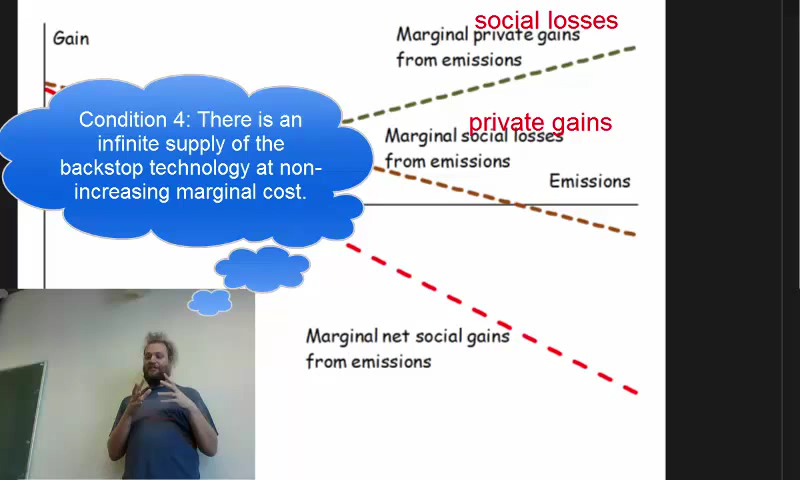 social losses
Gain
Marginal private gains
from emissions
Condition 4: There is an
infinite supply of the
backstop technology at non-
increasing marginal cost.
private gains
Marginal social losses
from emissions
Emissions
Marginal net social gains
from emissions